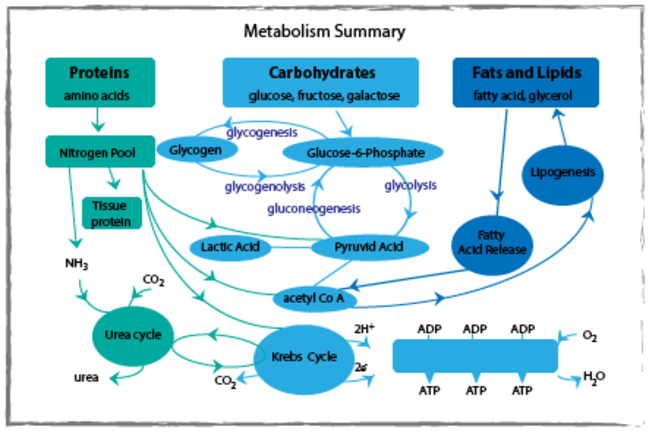 Metabolism Summary
Proteins
amino acids
Carbohydrates
glucose, fructose, galactose
Fats and Lipids
fatty acid, glycerol
glycogenesis
Nitrogen Pool
Glycogen
Glucose-6-Phosphate
Lipogenesis
glycogenolysis
glycolysis
Tissue
protein
gluconeogenesis
Lactic Acid
Pyruvid Acid
Fatty
Acid Release
NH3
CO2
acetyl Co A
Urea cycle
2H+
ADP ADP ADP
O2
Krebs Cycle
urea
CO2
2e
ATP ATP ATP
H2O